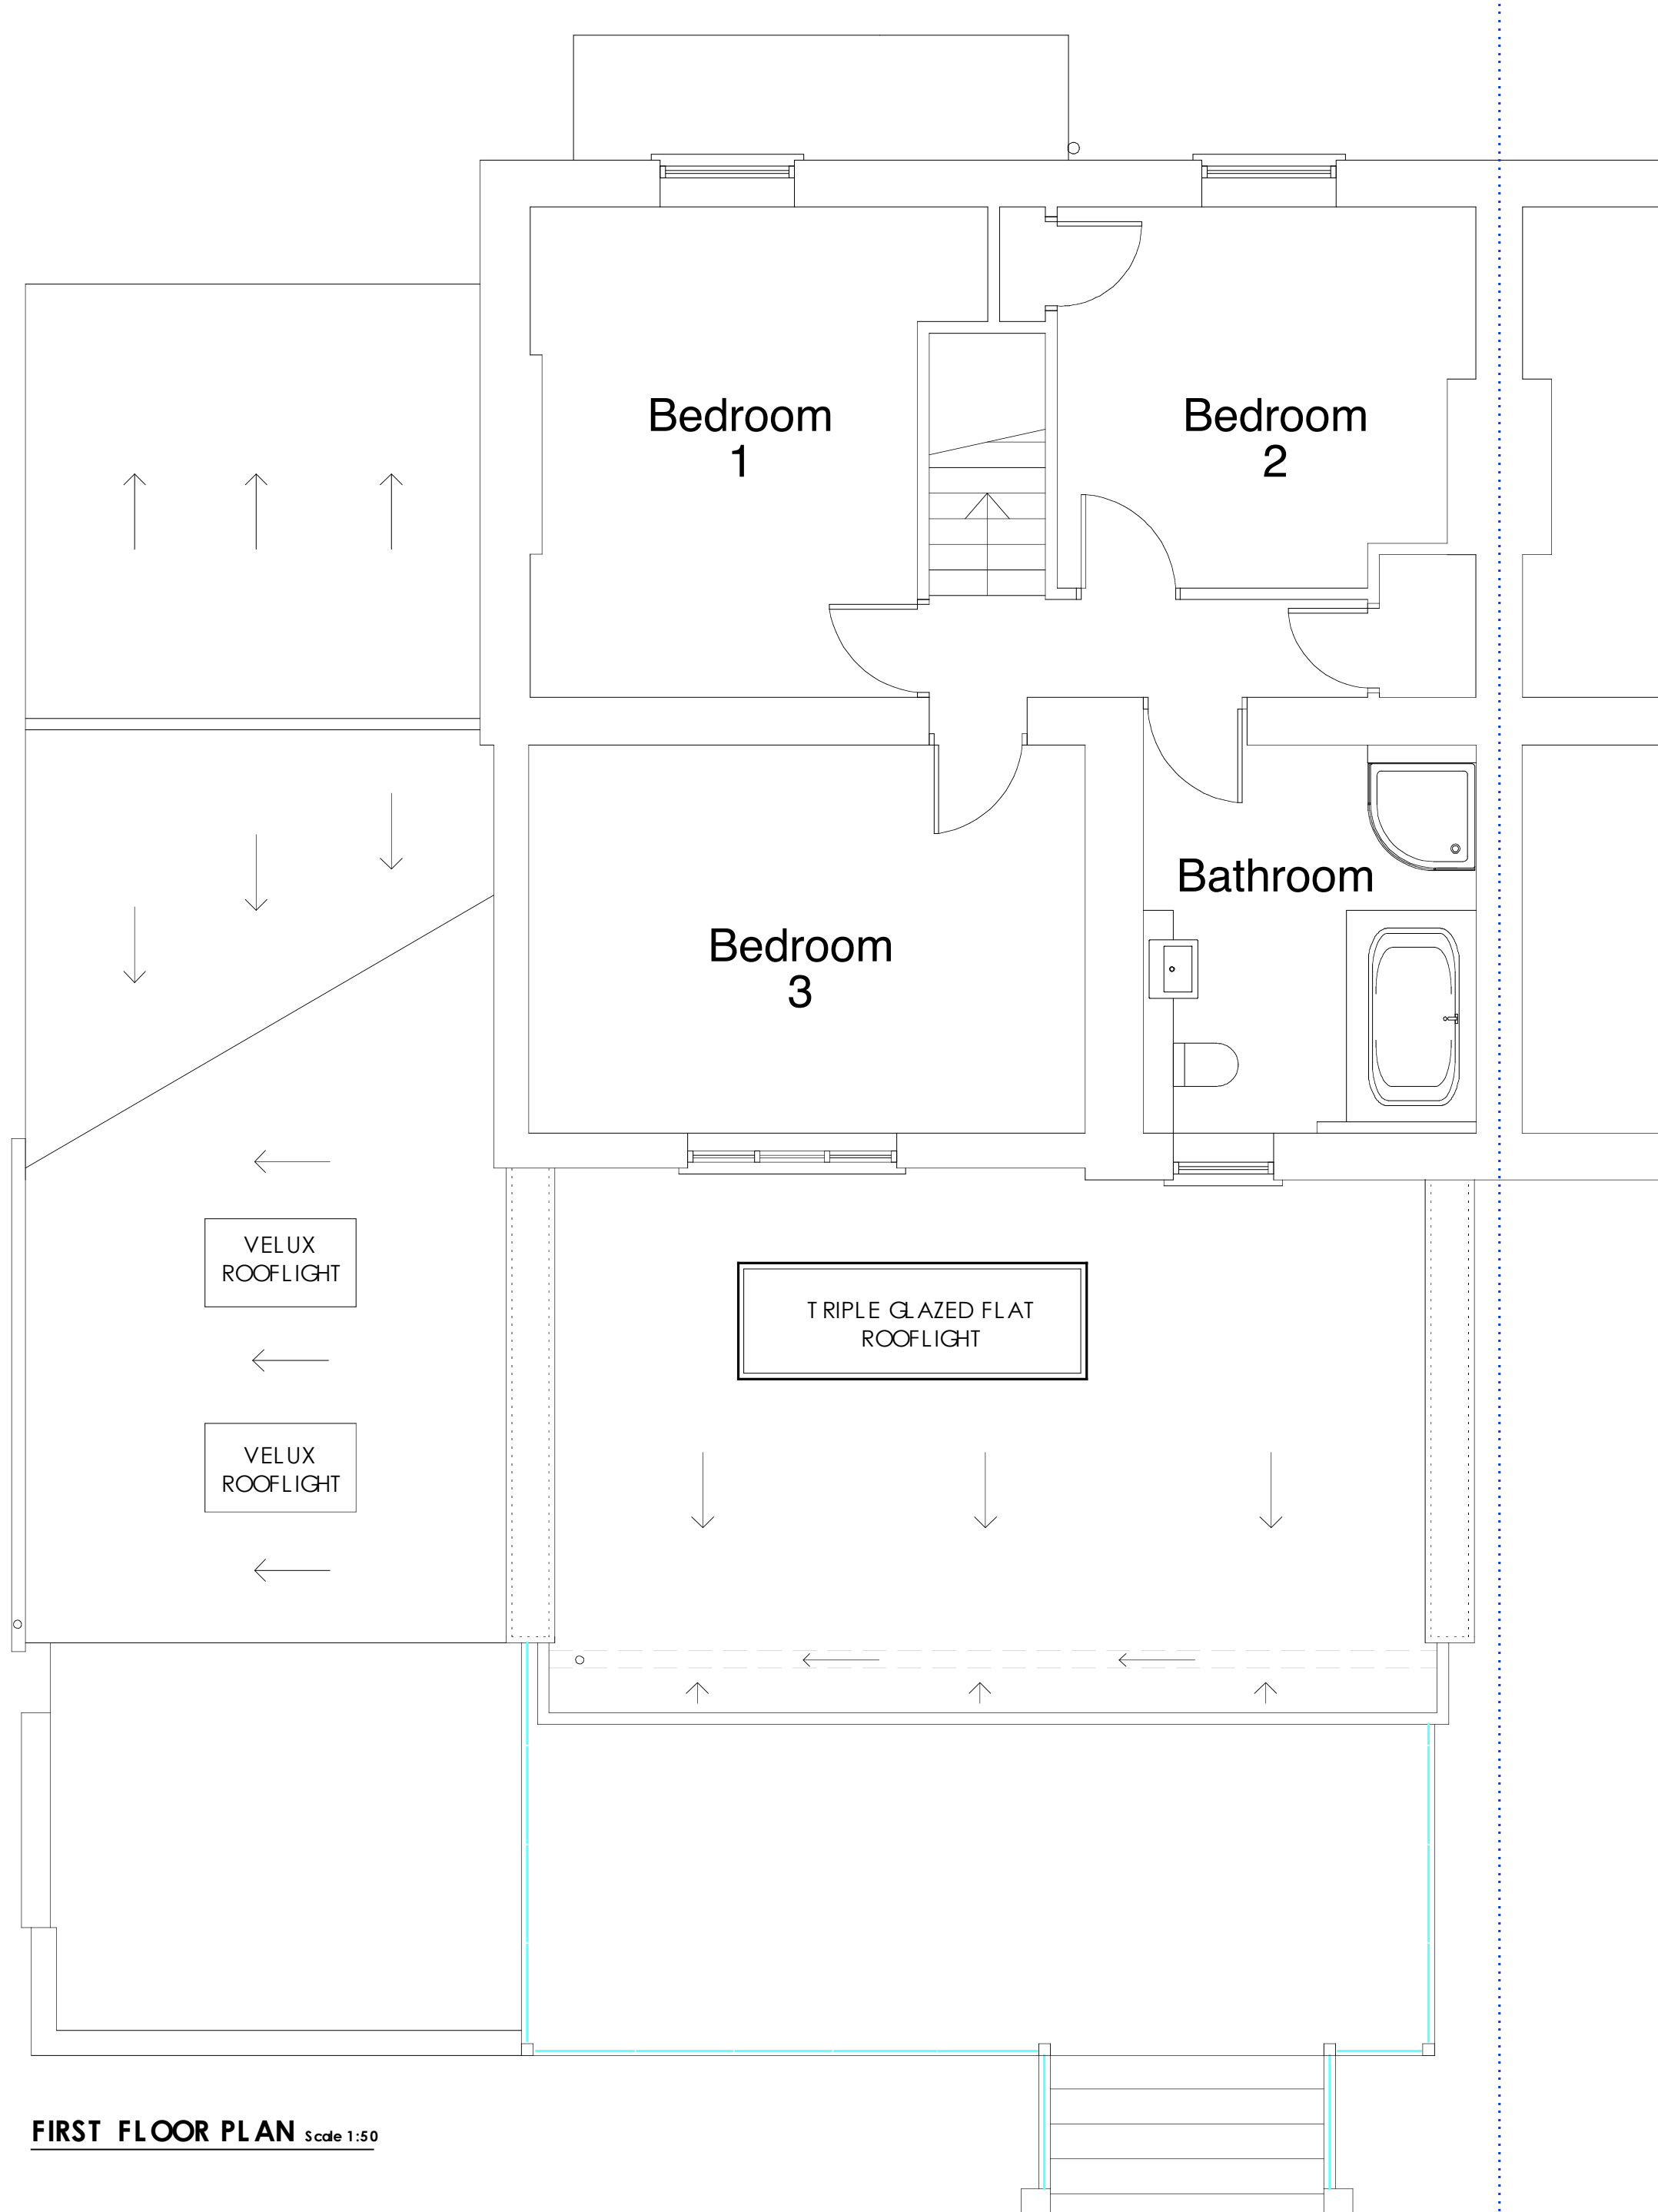 Bedroom
1
Bedroom
2
Bathroom
Bedroom
3
VELUX
ROOFLIGHT
TRIPLE GLAZED FLAT
ROOFLIGHT
VELUX
ROOFLIGHT
FIRST FLOOR PLAN Scale 1:50